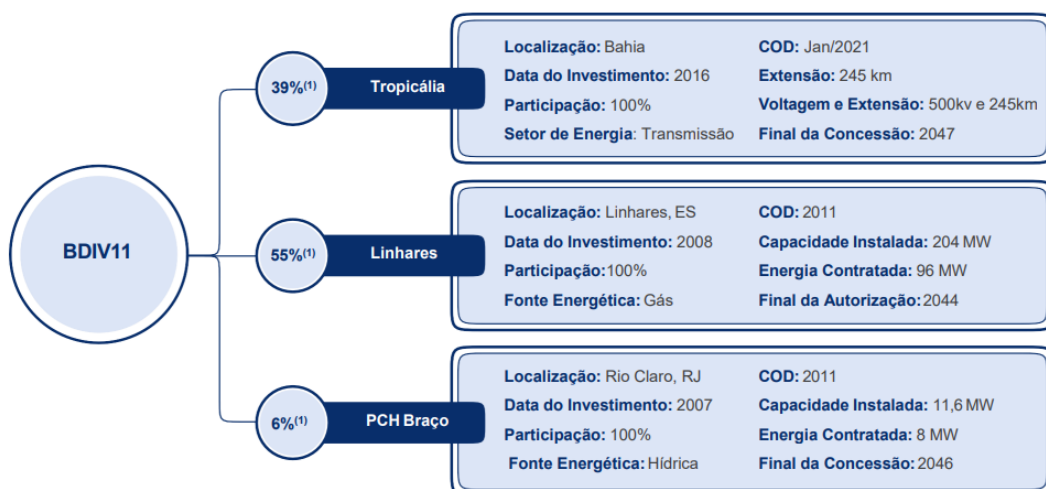 BDIV11
39%(1)
Tropicália
Localização: Bahia
COD: Jan/2021
Data do Investimento: 2016
Extensão: 245 km
Participação: 100%
Voltagem e Extensão: 500kv e 245km
Setor de Energia: Transmissão
Final da Concessão: 2047
55%(1)
Linhares
Localização: Linhares, ES
COD: 2011
Data do Investimento: 2008
Capacidade Instalada: 204 MW
Participação:100%
Energia Contratada: 96 MW
Fonte Energética: Gás
Final da Autorização: 2044
6%(1)
PCH Braço
Localização: Rio Claro, RJ
COD: 2011
Data do Investimento: 2007
Capacidade Instalada: 11,6 MW
Participação: 100%
Energia Contratada: 8 MW
Fonte Energética: Hídrica
Final da Concessão: 2046